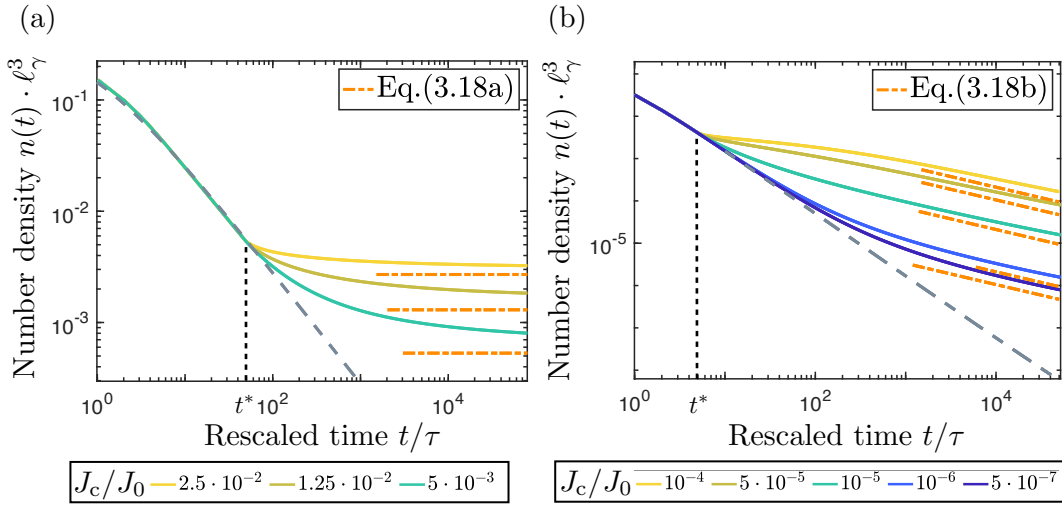 (a)
Number density n(t) · ℓ_γ^3
10^-1
10^-2
10^-3
Eq.(3.18a)
10^0
t*
10^2
10^4
Rescaled time t/τ
J_c/J_0
2.5 · 10^-2
1.25 · 10^-2
5 · 10^-3
(b)
Number density n(t) · ℓ_γ^3
10^-5
Eq.(3.18b)
10^0
t*
10^2
10^4
Rescaled time t/τ
J_c/J_0
10^-4
5 · 10^-5
10^-5
10^-6
5 · 10^-7